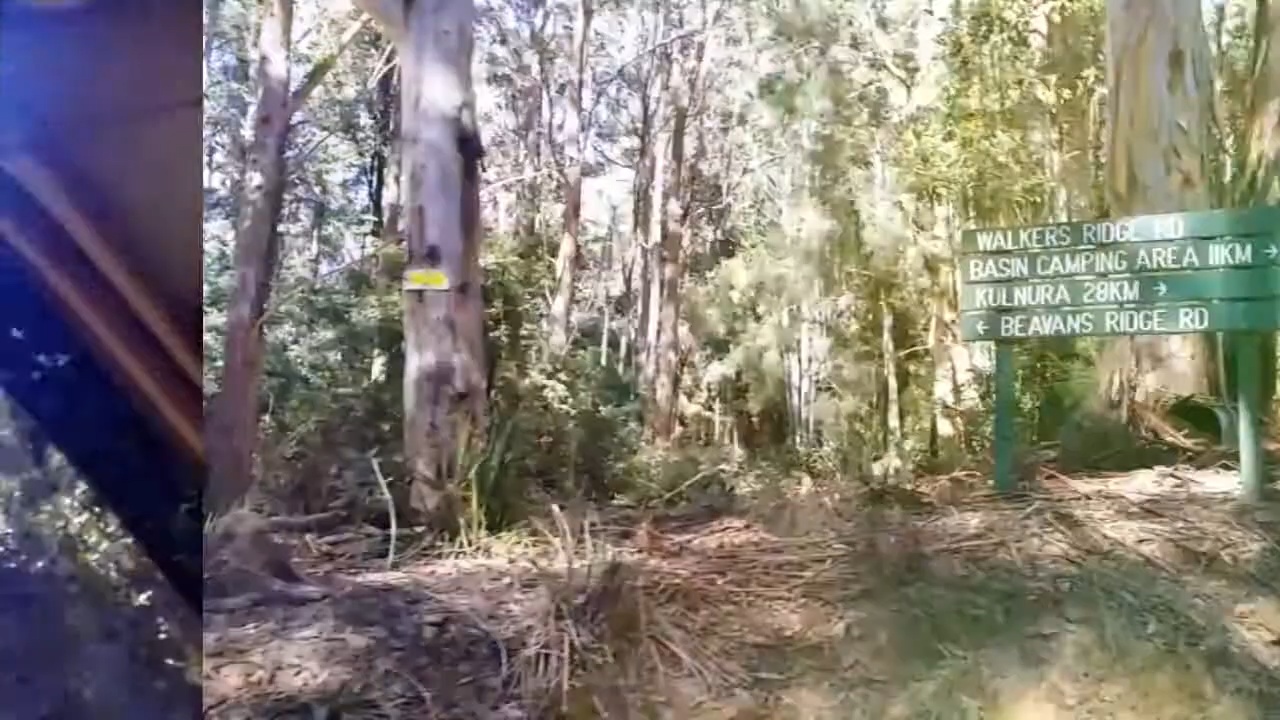 WALKERS RIDGE RD
BASIN CAMPING AREA 11KM →
KULNURA 28KM →
← BEAVANS RIDGE RD